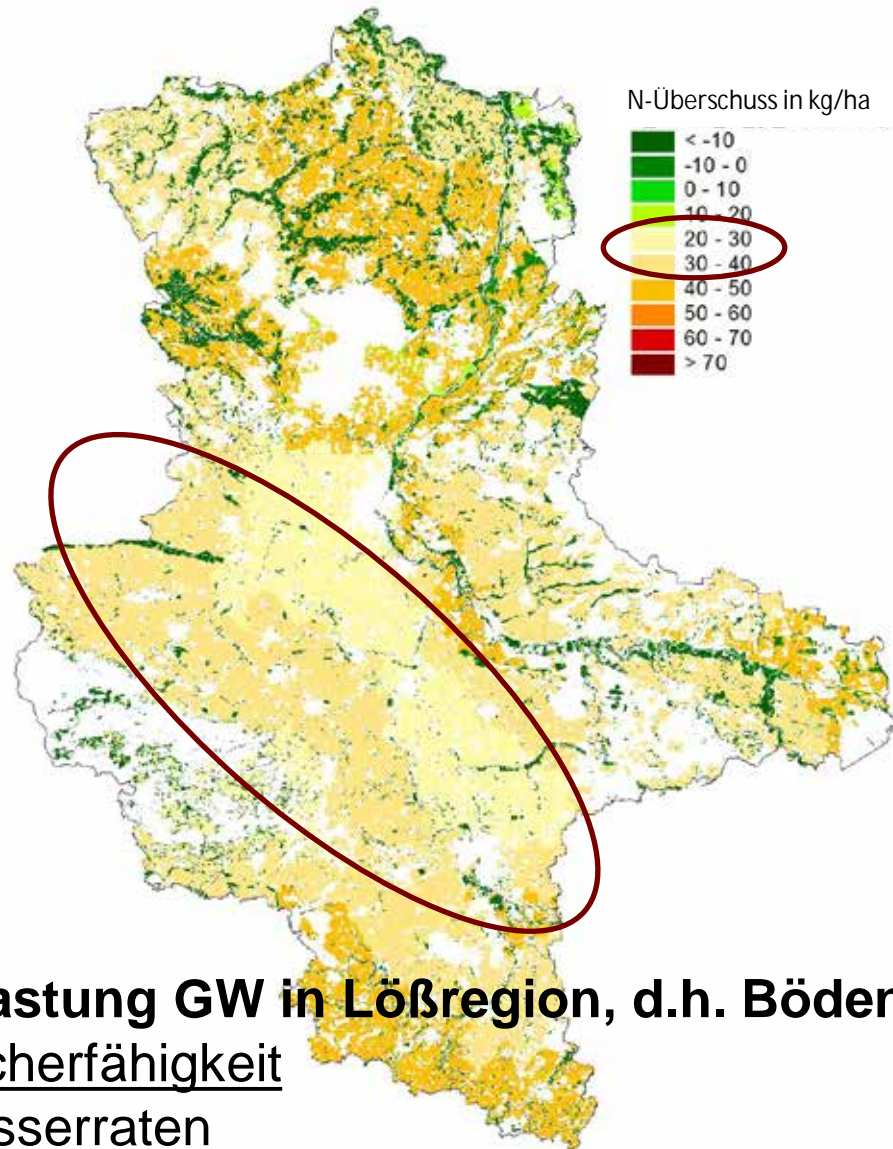 N-Überschuss in kg/ha
< -10
-10 - 0
0 - 10
10 - 20
20 - 30
30 - 40
40 - 50
50 - 60
60 - 70
> 70
astung GW in Lößregion, d.h. Böden
cherfähigkeit
sserraten